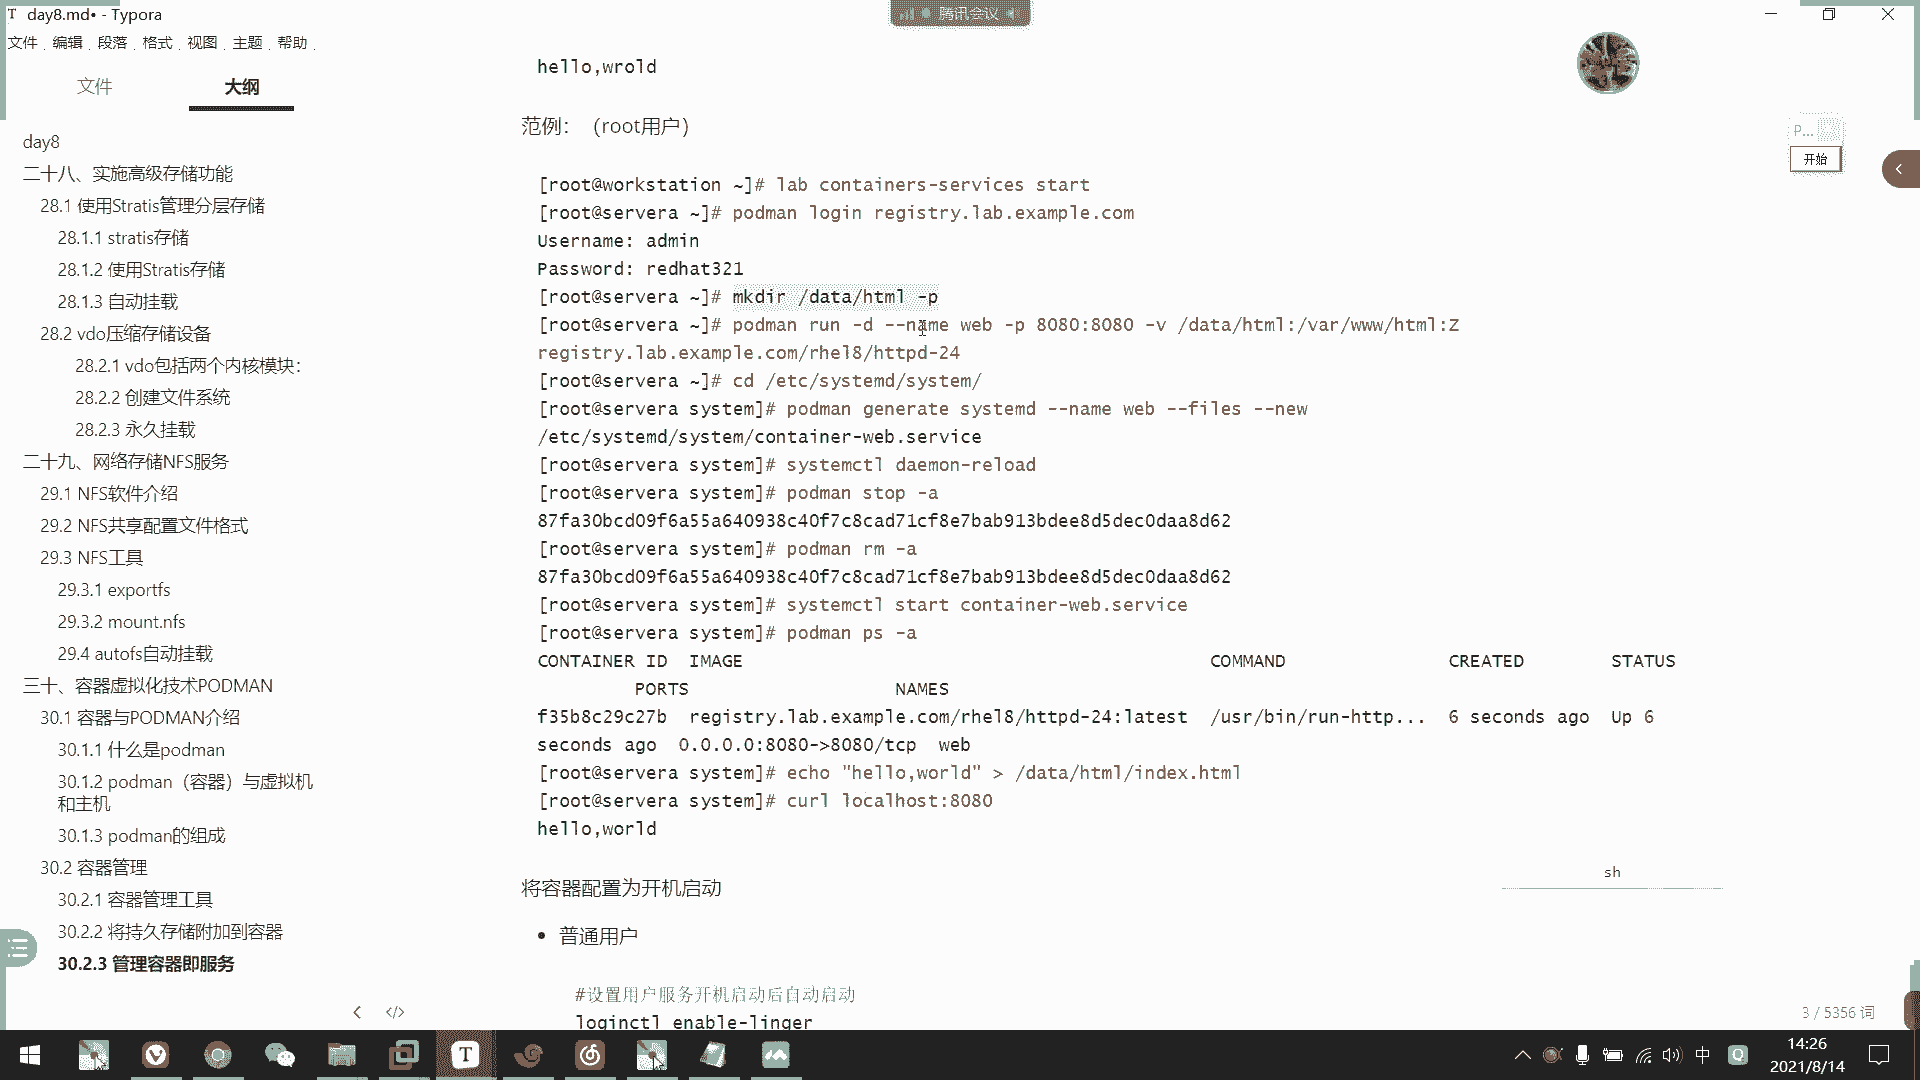 day8.md• - Typora
腾讯会议
文件 编辑 段落 格式 视图 主题 帮助
文件 大纲
day8
二十八、实施高级存储功能
28.1 使用Stratis管理分层存储
28.1.1 stratis存储
28.1.2 使用Stratis存储
28.1.3 自动挂载
28.2 vdo压缩存储设备
28.2.1 vdo包括两个内核模块：
28.2.2 创建文件系统
28.2.3 永久挂载
二十九、网络存储NFS服务
29.1 NFS软件介绍
29.2 NFS共享配置文件格式
29.3 NFS工具
29.3.1 exportfs
29.3.2 mount.nfs
29.4 autofs自动挂载
三十、容器虚拟化技术PODMAN
30.1 容器与PODMAN介绍
30.1.1 什么是podman
30.1.2 podman（容器）与虚拟机
和主机
30.1.3 podman的组成
30.2 容器管理
30.2.1 容器管理工具
30.2.2 将持久存储附加到容器
30.2.3 管理容器即服务
hello,wrold
范例：（root用户）
[root@workstation ~]# lab containers-services start
[root@servera ~]# podman login registry.lab.example.com
Username: admin
Password: redhat321
[root@servera ~]# mkdir /data/html -p
[root@servera ~]# podman run -d --name web -p 8080:8080 -v /data/html:/var/www/html:Z
registry.lab.example.com/rhel8/httpd-24
[root@servera ~]# cd /etc/systemd/system/
[root@servera system]# podman generate systemd --name web --files --new
/etc/systemd/system/container-web.service
[root@servera system]# systemctl daemon-reload
[root@servera system]# podman stop -a
87fa30bcd09f6a55a640938c40f7c8cad71cf8e7bab913bdee8d5dec0daa8d62
[root@servera system]# podman rm -a
87fa30bcd09f6a55a640938c40f7c8cad71cf8e7bab913bdee8d5dec0daa8d62
[root@servera system]# systemctl start container-web.service
[root@servera system]# podman ps -a
CONTAINER ID IMAGE COMMAND CREATED STATUS
PORTS NAMES
f35b8c29c27b registry.lab.example.com/rhel8/httpd-24:latest /usr/bin/run-http... 6 seconds ago Up 6
seconds ago 0.0.0.0:8080->8080/tcp web
[root@servera system]# echo "hello,world" > /data/html/index.html
[root@servera system]# curl localhost:8080
hello,world
sh
将容器配置为开机启动
• 普通用户
#设置用户服务开机启动后自动启动
loginctl enable-linger
P...
开始
3 / 5356 词
中
14:26
2021/8/14